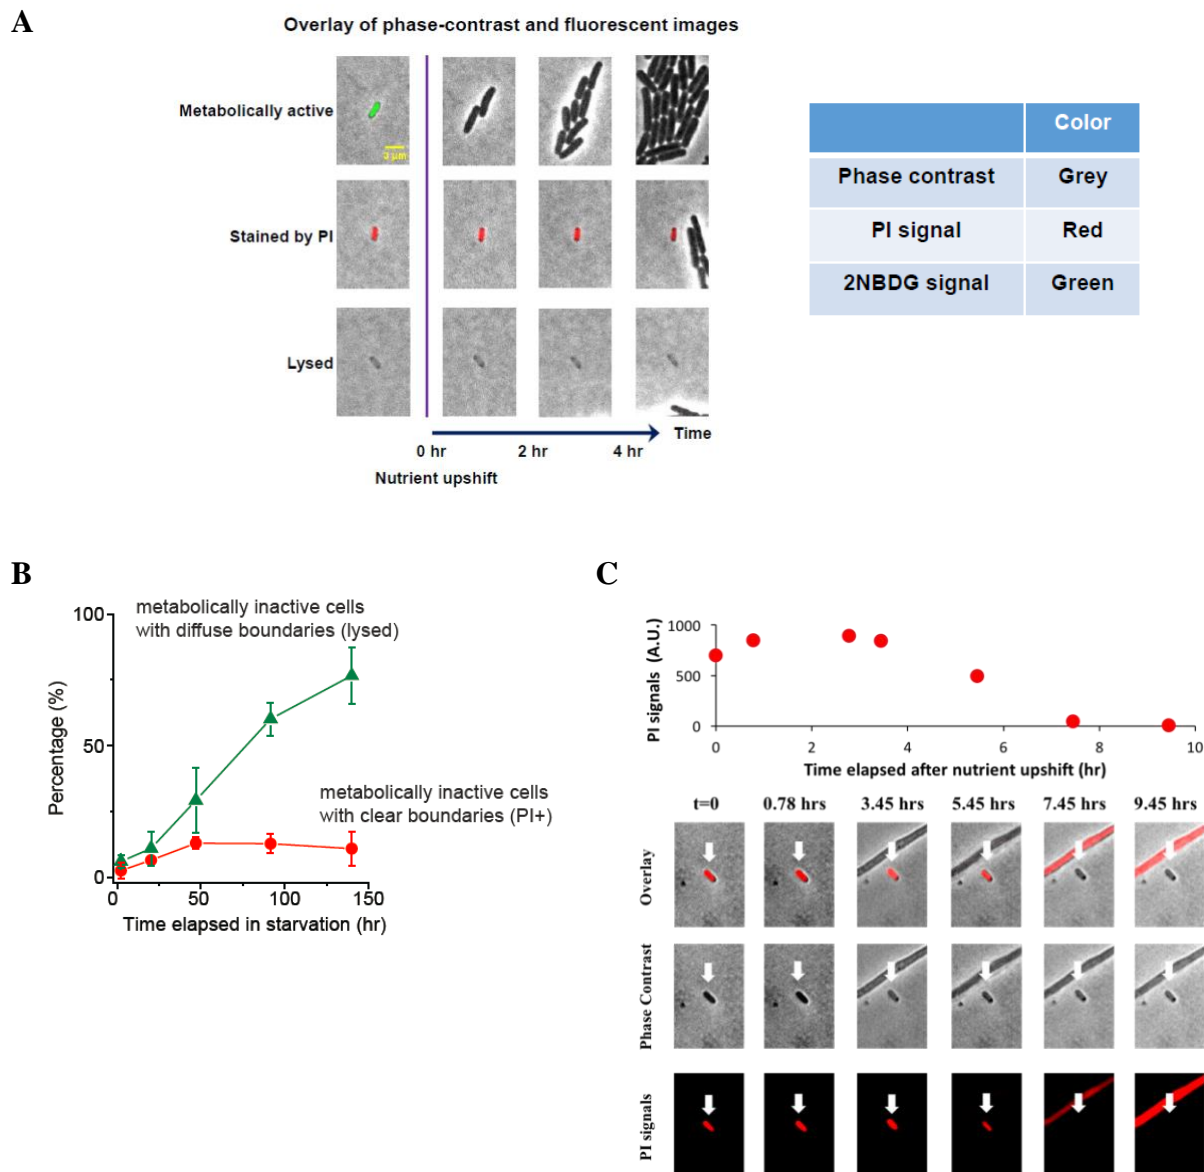 A
Overlay of phase-contrast and fluorescent images
Metabolically active
3 µm
Stained by PI
Lysed
Time
0 hr 2 hr 4 hr
Nutrient upshift
Color
Phase contrast Grey
PI signal Red
2NBDG signal Green
B
100
50
0
Percentage (%)
metabolically inactive cells
with diffuse boundaries (lysed)
metabolically inactive cells
with clear boundaries (PI+)
0 50 100 150
Time elapsed in starvation (hr)
C
1000
500
0
PI signals (A.U.)
0 2 4 6 8 10
Time elapsed after nutrient upshift (hr)
t=0 0.78 hrs 3.45 hrs 5.45 hrs 7.45 hrs 9.45 hrs
Overlay
Phase Contrast
PI signals